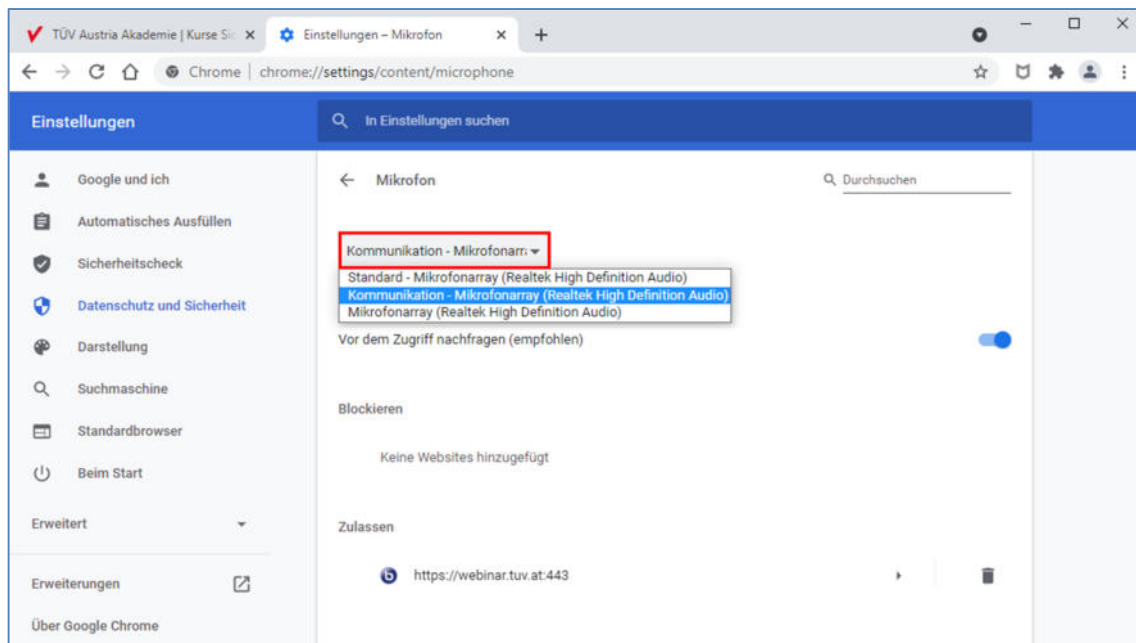 TÜV Austria Akademie | Kurse Sic
Einstellungen – Mikrofon
Chrome | chrome://settings/content/microphone
Einstellungen
In Einstellungen suchen
Google und ich
Automatisches Ausfüllen
Sicherheitscheck
Datenschutz und Sicherheit
Darstellung
Suchmaschine
Standardbrowser
Beim Start
Erweitert
Erweiterungen
Über Google Chrome
Mikrofon
Durchsuchen
Kommunikation - Mikrofonarra
Standard - Mikrofonarray (Realtek High Definition Audio)
Kommunikation - Mikrofonarray (Realtek High Definition Audio)
Mikrofonarray (Realtek High Definition Audio)
Vor dem Zugriff nachfragen (empfohlen)
Blockieren
Keine Websites hinzugefügt
Zulassen
https://webinar.tuv.at:443